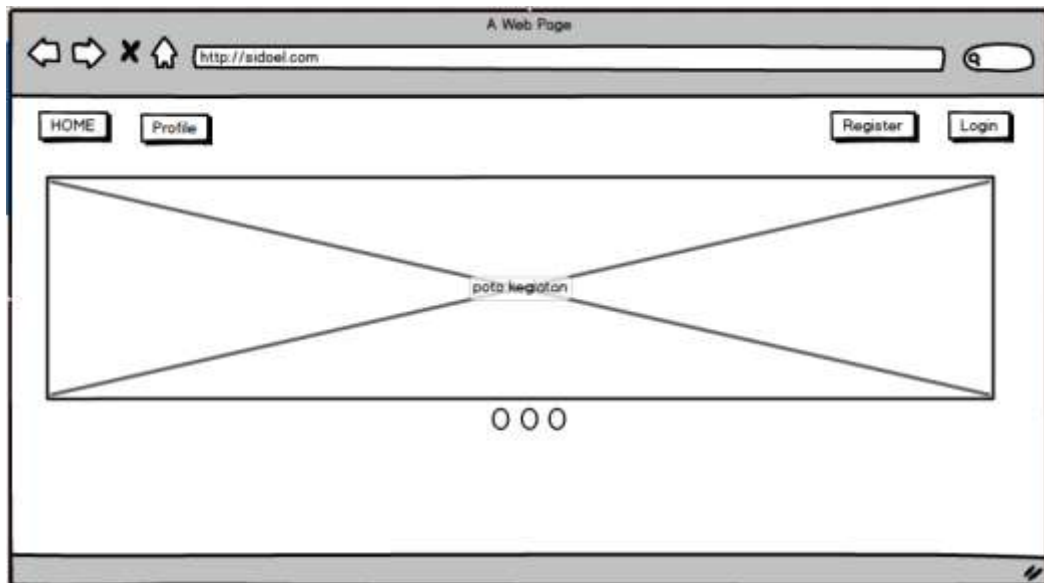 A Web Page
http://sidoel.com
HOME
Profile
Register
Login
poto kegiatan